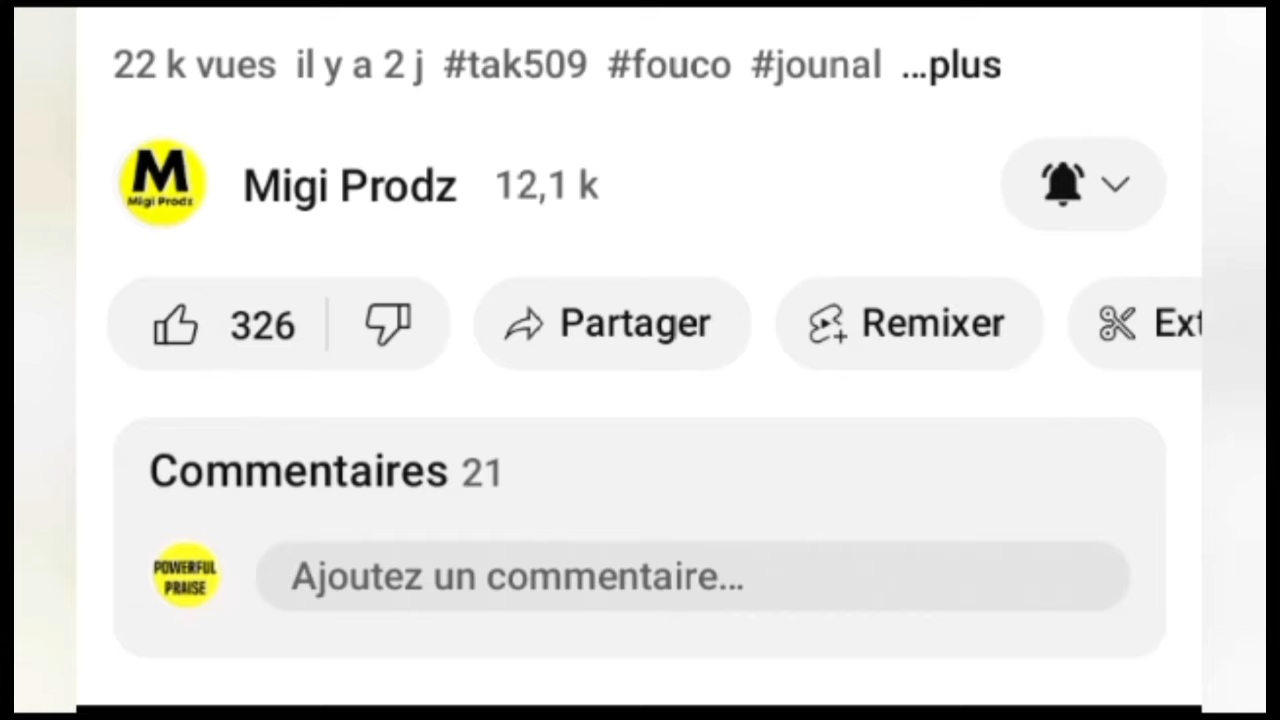 22 k vues il y a 2 j #tak509 #fouco #jounal ...plus
M
Migi Prodz
Migi Prodz 12,1 k
326 Partager Remixer Ext
Commentaires 21
POWERFUL
PRAISE
Ajoutez un commentaire...